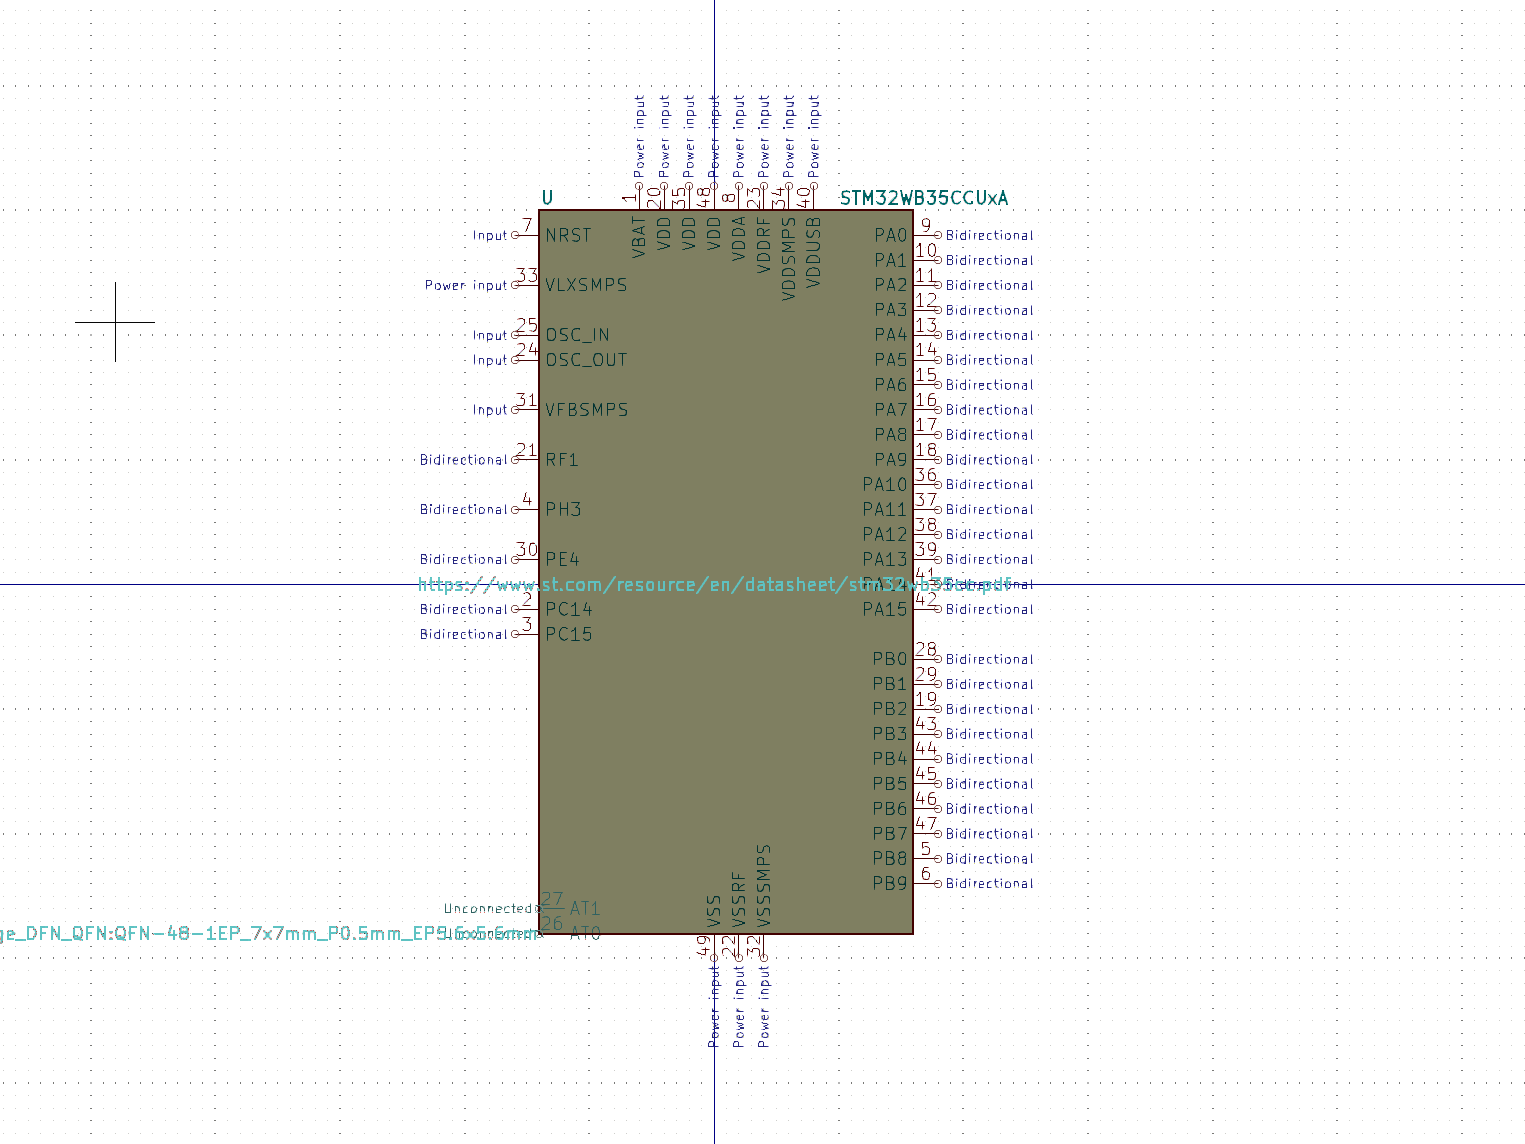 Power input
Power input
Power input
Power input
Power input
Power input
Power input
Power input
1
20
35
48
8
23
34
40
U
STM32WB35CCUxA
VBAT
VDD
VDD
VDD
VDDA
VDDRF
VDDSMPS
VDDUSB
Input 7 NRST
Power input 33 VLXSMPS
Input 25 OSC_IN
Input 24 OSC_OUT
Input 31 VFBSMPS
Bidirectional 21 RF1
Bidirectional 4 PH3
Bidirectional 30 PE4
Bidirectional 2 PC14
Bidirectional 3 PC15
PA0 9 Bidirectional
PA1 10 Bidirectional
PA2 11 Bidirectional
PA3 12 Bidirectional
PA4 13 Bidirectional
PA5 14 Bidirectional
PA6 15 Bidirectional
PA7 16 Bidirectional
PA8 17 Bidirectional
PA9 18 Bidirectional
PA10 36 Bidirectional
PA11 37 Bidirectional
PA12 38 Bidirectional
PA13 39 Bidirectional
PA14 41 Bidirectional
https://www.st.com/resource/en/datasheet/stm32wb35cc.pdf
PA15 42 Bidirectional
PB0 28 Bidirectional
PB1 29 Bidirectional
PB2 19 Bidirectional
PB3 43 Bidirectional
PB4 44 Bidirectional
PB5 45 Bidirectional
PB6 46 Bidirectional
PB7 47 Bidirectional
PB8 5 Bidirectional
PB9 6 Bidirectional
Unconnected 27 AT1
Unconnected 26 AT0
ge_DFN_QFN:QFN-48-1EP_7x7mm_P0.5mm_EP5.6x5.6mm
VSS
VSSRF
VSSSMPS
49
22
32
Power input
Power input
Power input